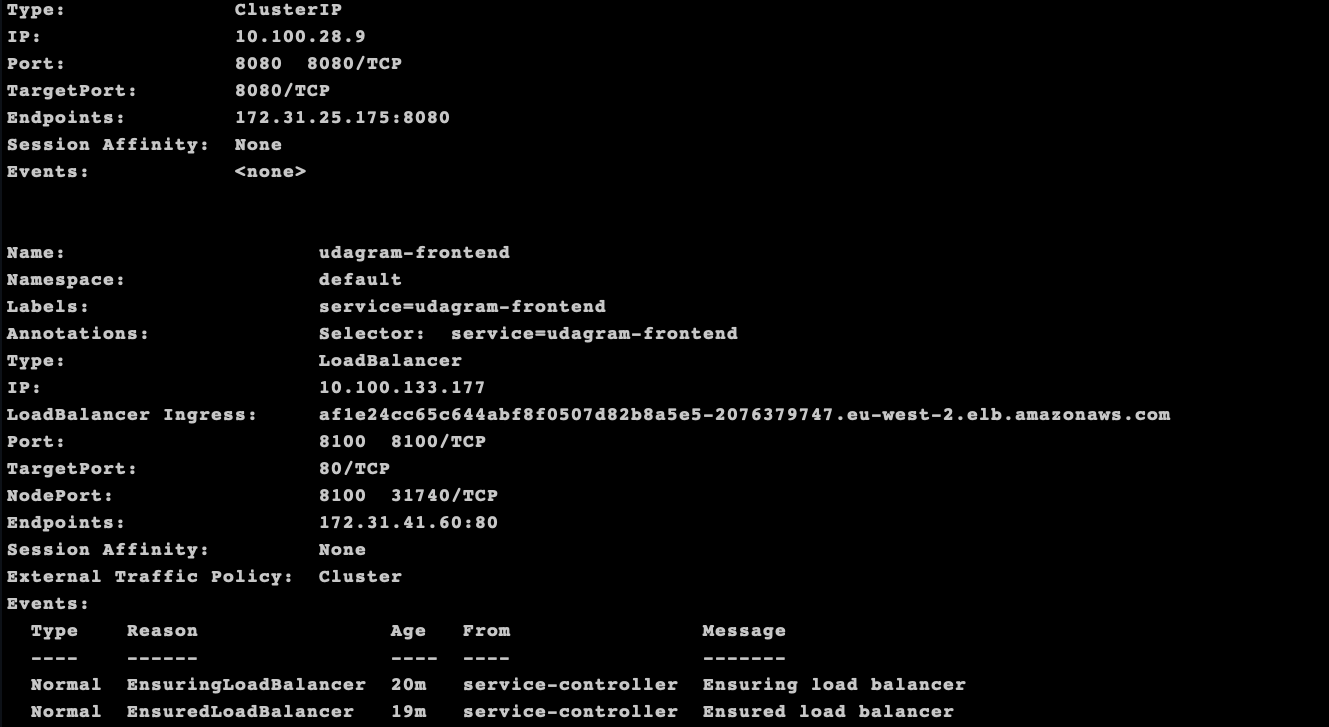 Type: ClusterIP
IP: 10.100.28.9
Port: 8080 8080/TCP
TargetPort: 8080/TCP
Endpoints: 172.31.25.175:8080
Session Affinity: None
Events: <none>
Name: udagram-frontend
Namespace: default
Labels: service=udagram-frontend
Annotations: Selector: service=udagram-frontend
Type: LoadBalancer
IP: 10.100.133.177
LoadBalancer Ingress: af1e24cc65c644abf8f0507d82b8a5e5-2076379747.eu-west-2.elb.amazonaws.com
Port: 8100 8100/TCP
TargetPort: 80/TCP
NodePort: 8100 31740/TCP
Endpoints: 172.31.41.60:80
Session Affinity: None
External Traffic Policy: Cluster
Events:
Type Reason Age From Message
---- ------ ---- ---- -------
Normal EnsuringLoadBalancer 20m service-controller Ensuring load balancer
Normal EnsuredLoadBalancer 19m service-controller Ensured load balancer